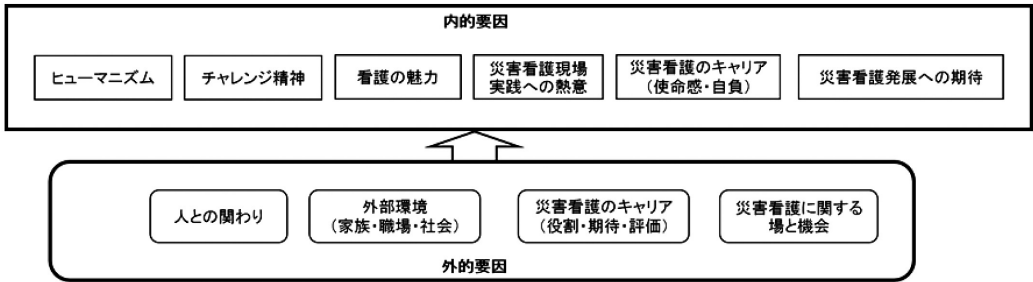 内的要因
ヒューマニズム
チャレンジ精神
看護の魅力
災害看護現場
実践への熱意
災害看護のキャリア
(使命感・自負)
災害看護発展への期待
人との関わり
外部環境
(家族・職場・社会)
災害看護のキャリア
(役割・期待・評価)
災害看護に関する
場と機会
外的要因